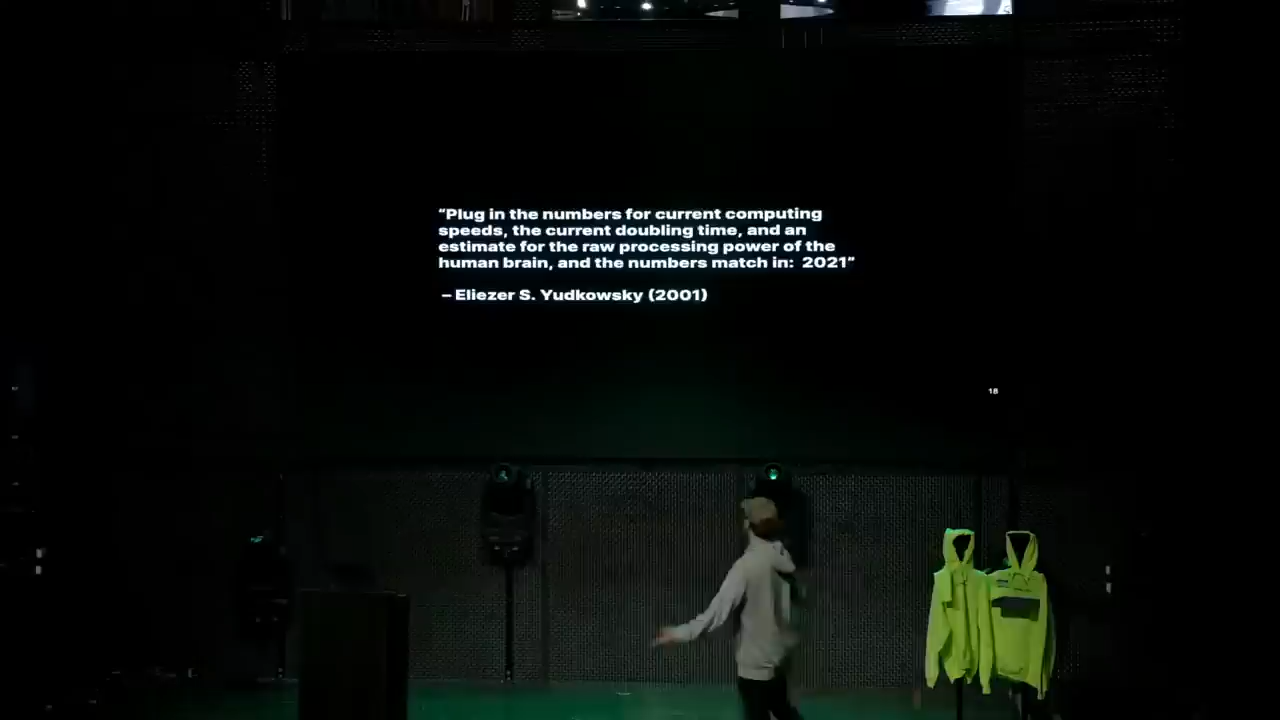 “Plug in the numbers for current computing
speeds, the current doubling time, and an
estimate for the raw processing power of the
human brain, and the numbers match in:  2021”
– Eliezer S. Yudkowsky (2001)
18